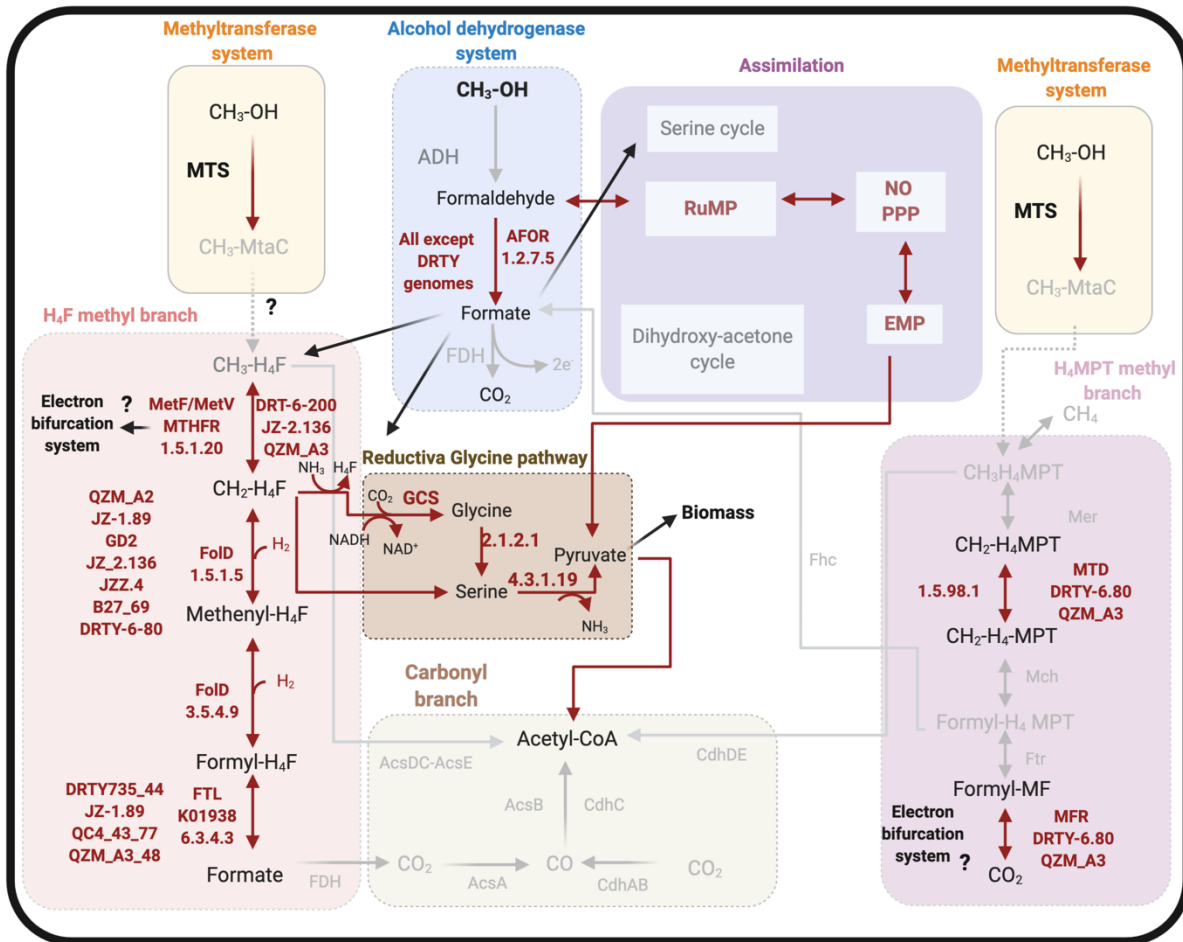 Methyltransferase
system
CH₃-OH
MTS
CH₃-MtaC
?
Alcohol dehydrogenase
system
CH₃-OH
ADH
Formaldehyde
All except
DRTY
genomes
AFOR
1.2.7.5
Formate
FDH
2e⁻
CO₂
Assimilation
Serine cycle
RuMP
NO
PPP
EMP
Dihydroxy-acetone
cycle
Methyltransferase
system
CH₃-OH
MTS
CH₃-MtaC
H₄F methyl branch
CH₃-H₄F
Electron
bifurcation
system
?
MetF/MetV
MTHFR
1.5.1.20
DRT-6-200
JZ-2.136
QZM_A3
CH₂-H₄F
QZM_A2
JZ-1.89
GD2
JZ_2.136
JZZ.4
B27_69
DRTY-6-80
FolD
1.5.1.5
H₂
Methenyl-H₄F
FolD
3.5.4.9
H₂
Formyl-H₄F
DRTY735_44
JZ-1.89
QC4_43_77
QZM_A3_48
FTL
K01938
6.3.4.3
Formate
FDH
Reductiva Glycine pathway
NH₃
H₄F
CO₂
GCS
NADH
NAD⁺
Glycine
2.1.2.1
Serine
4.3.1.19
NH₃
Pyruvate
Biomass
Carbonyl
branch
Acetyl-CoA
AcsDC-AcsE
CdhDE
AcsB
CdhC
CO₂
AcsA
CO
CdhAB
CO₂
Fhc
H₄MPT methyl
branch
CH₄
CH₃H₄MPT
Mer
CH₂-H₄MPT
1.5.98.1
MTD
DRTY-6.80
QZM_A3
CH₂-H₄-MPT
Mch
Formyl-H₄ MPT
Ftr
Formyl-MF
Electron
bifurcation
system
?
MFR
DRTY-6.80
QZM_A3
CO₂